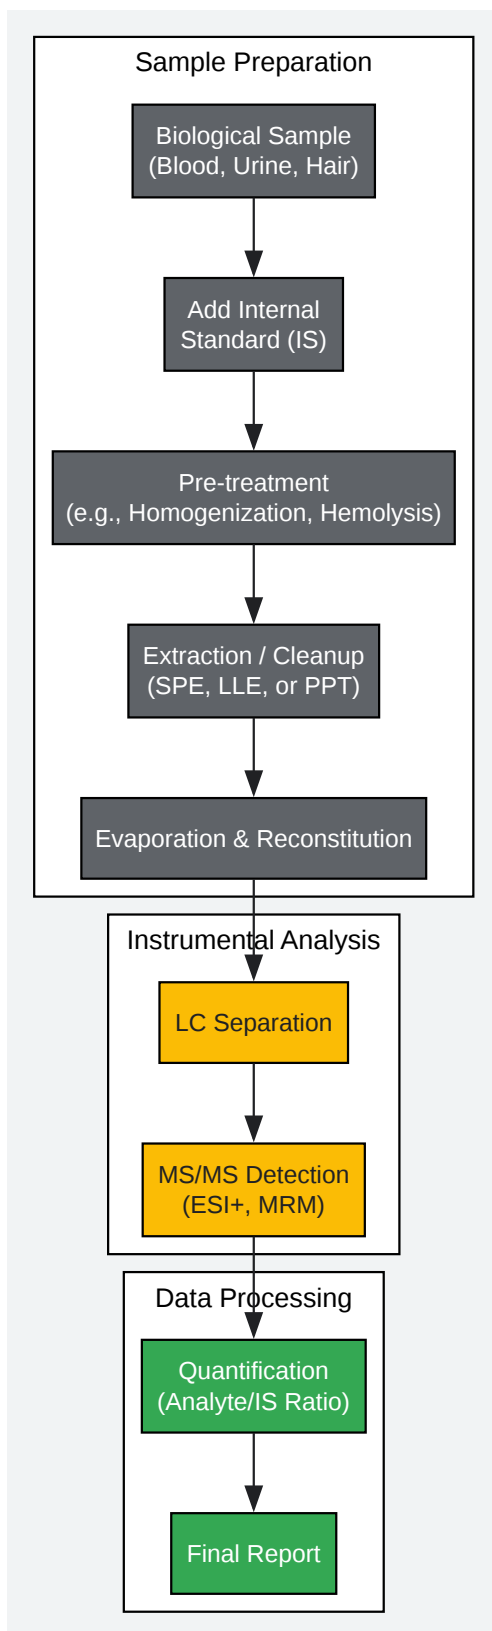 Sample Preparation
Biological Sample
(Blood, Urine, Hair)
Add Internal
Standard (IS)
Pre-treatment
(e.g., Homogenization, Hemolysis)
Extraction / Cleanup
(SPE, LLE, or PPT)
Evaporation & Reconstitution
Instrumental Analysis
LC Separation
MS/MS Detection
(ESI+, MRM)
Data Processing
Quantification
(Analyte/IS Ratio)
Final Report